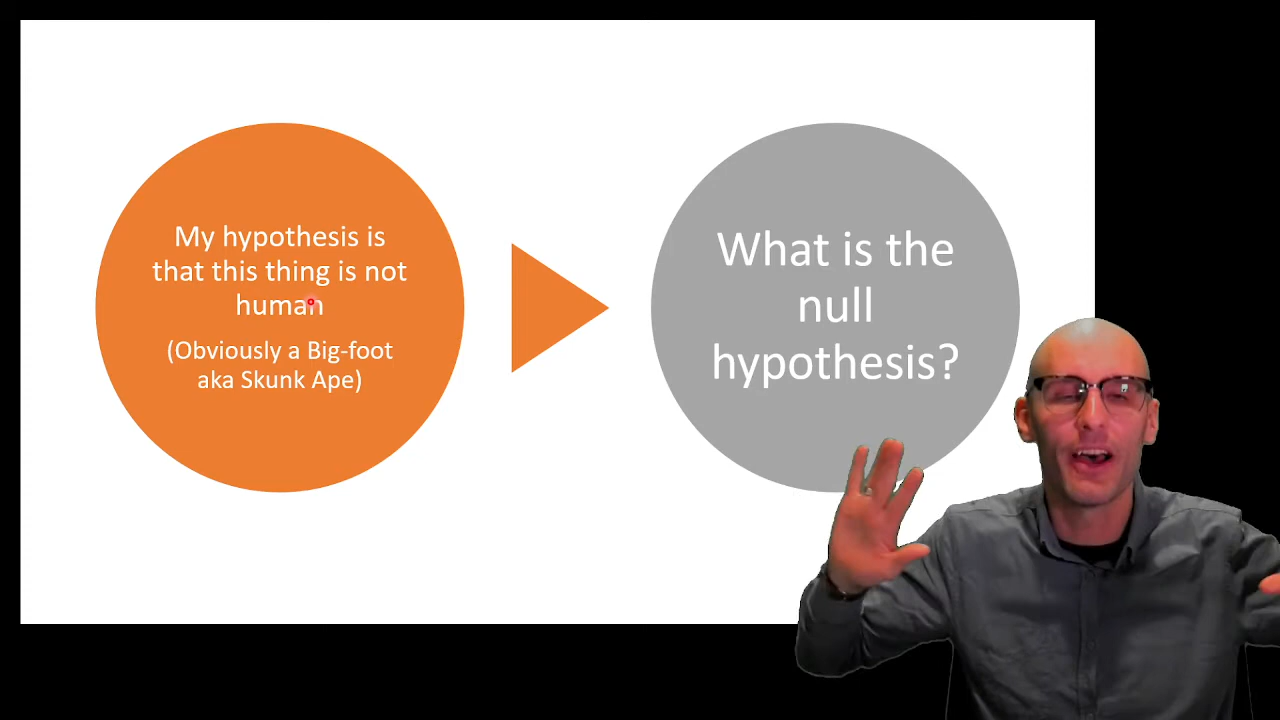 My hypothesis is
that this thing is not
human
(Obviously a Big-foot
aka Skunk Ape)
What is the
null
hypothesis?